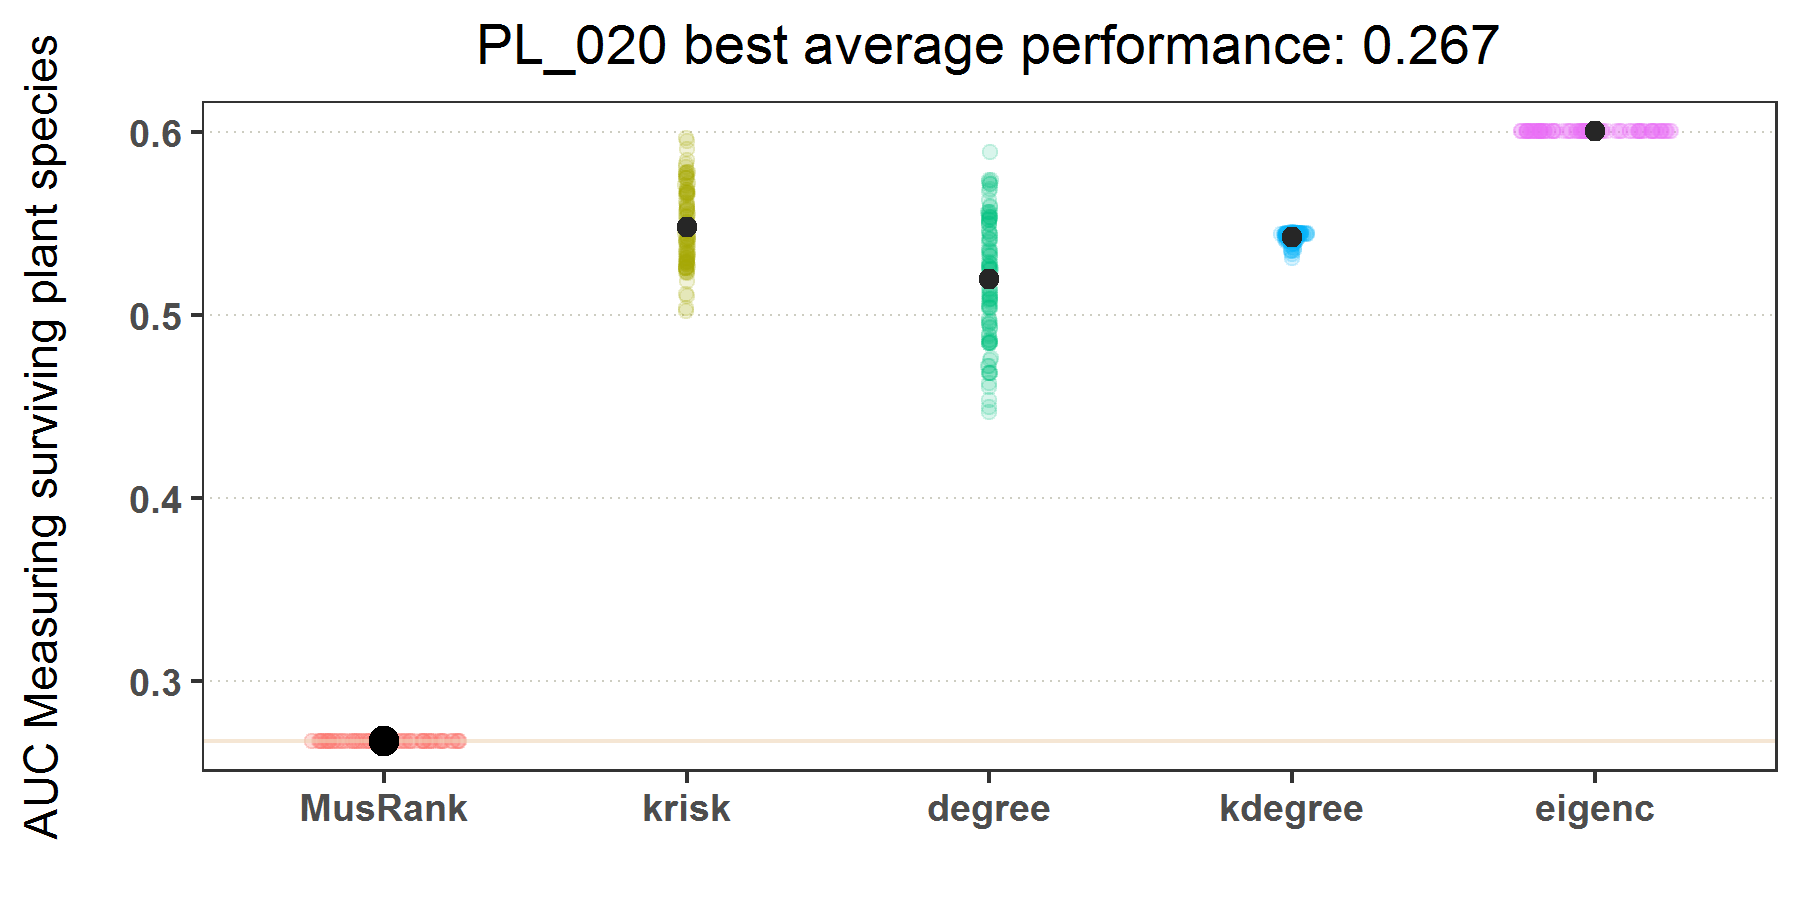 PL_020 best average performance: 0.267
AUC Measuring surviving plant species
0.6
0.5
0.4
0.3
MusRank krisk degree kdegree eigenc